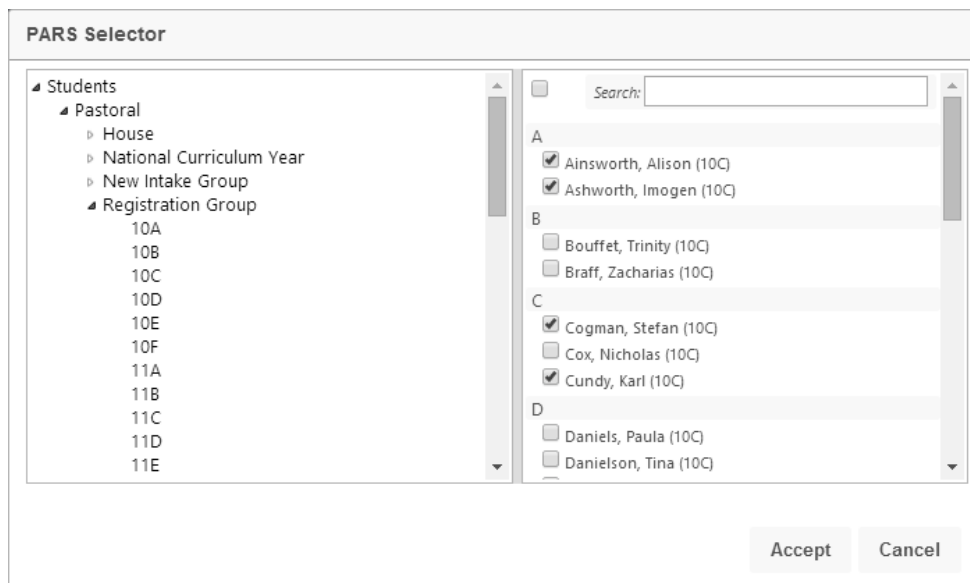 PARS Selector
Students
Pastoral
House
National Curriculum Year
New Intake Group
Registration Group
10A
10B
10C
10D
10E
10F
11A
11B
11C
11D
11E
Search:
A
Ainsworth, Alison (10C)
Ashworth, Imogen (10C)
B
Bouffet, Trinity (10C)
Braff, Zacharias (10C)
C
Cogman, Stefan (10C)
Cox, Nicholas (10C)
Cundy, Karl (10C)
D
Daniels, Paula (10C)
Danielson, Tina (10C)
Accept Cancel